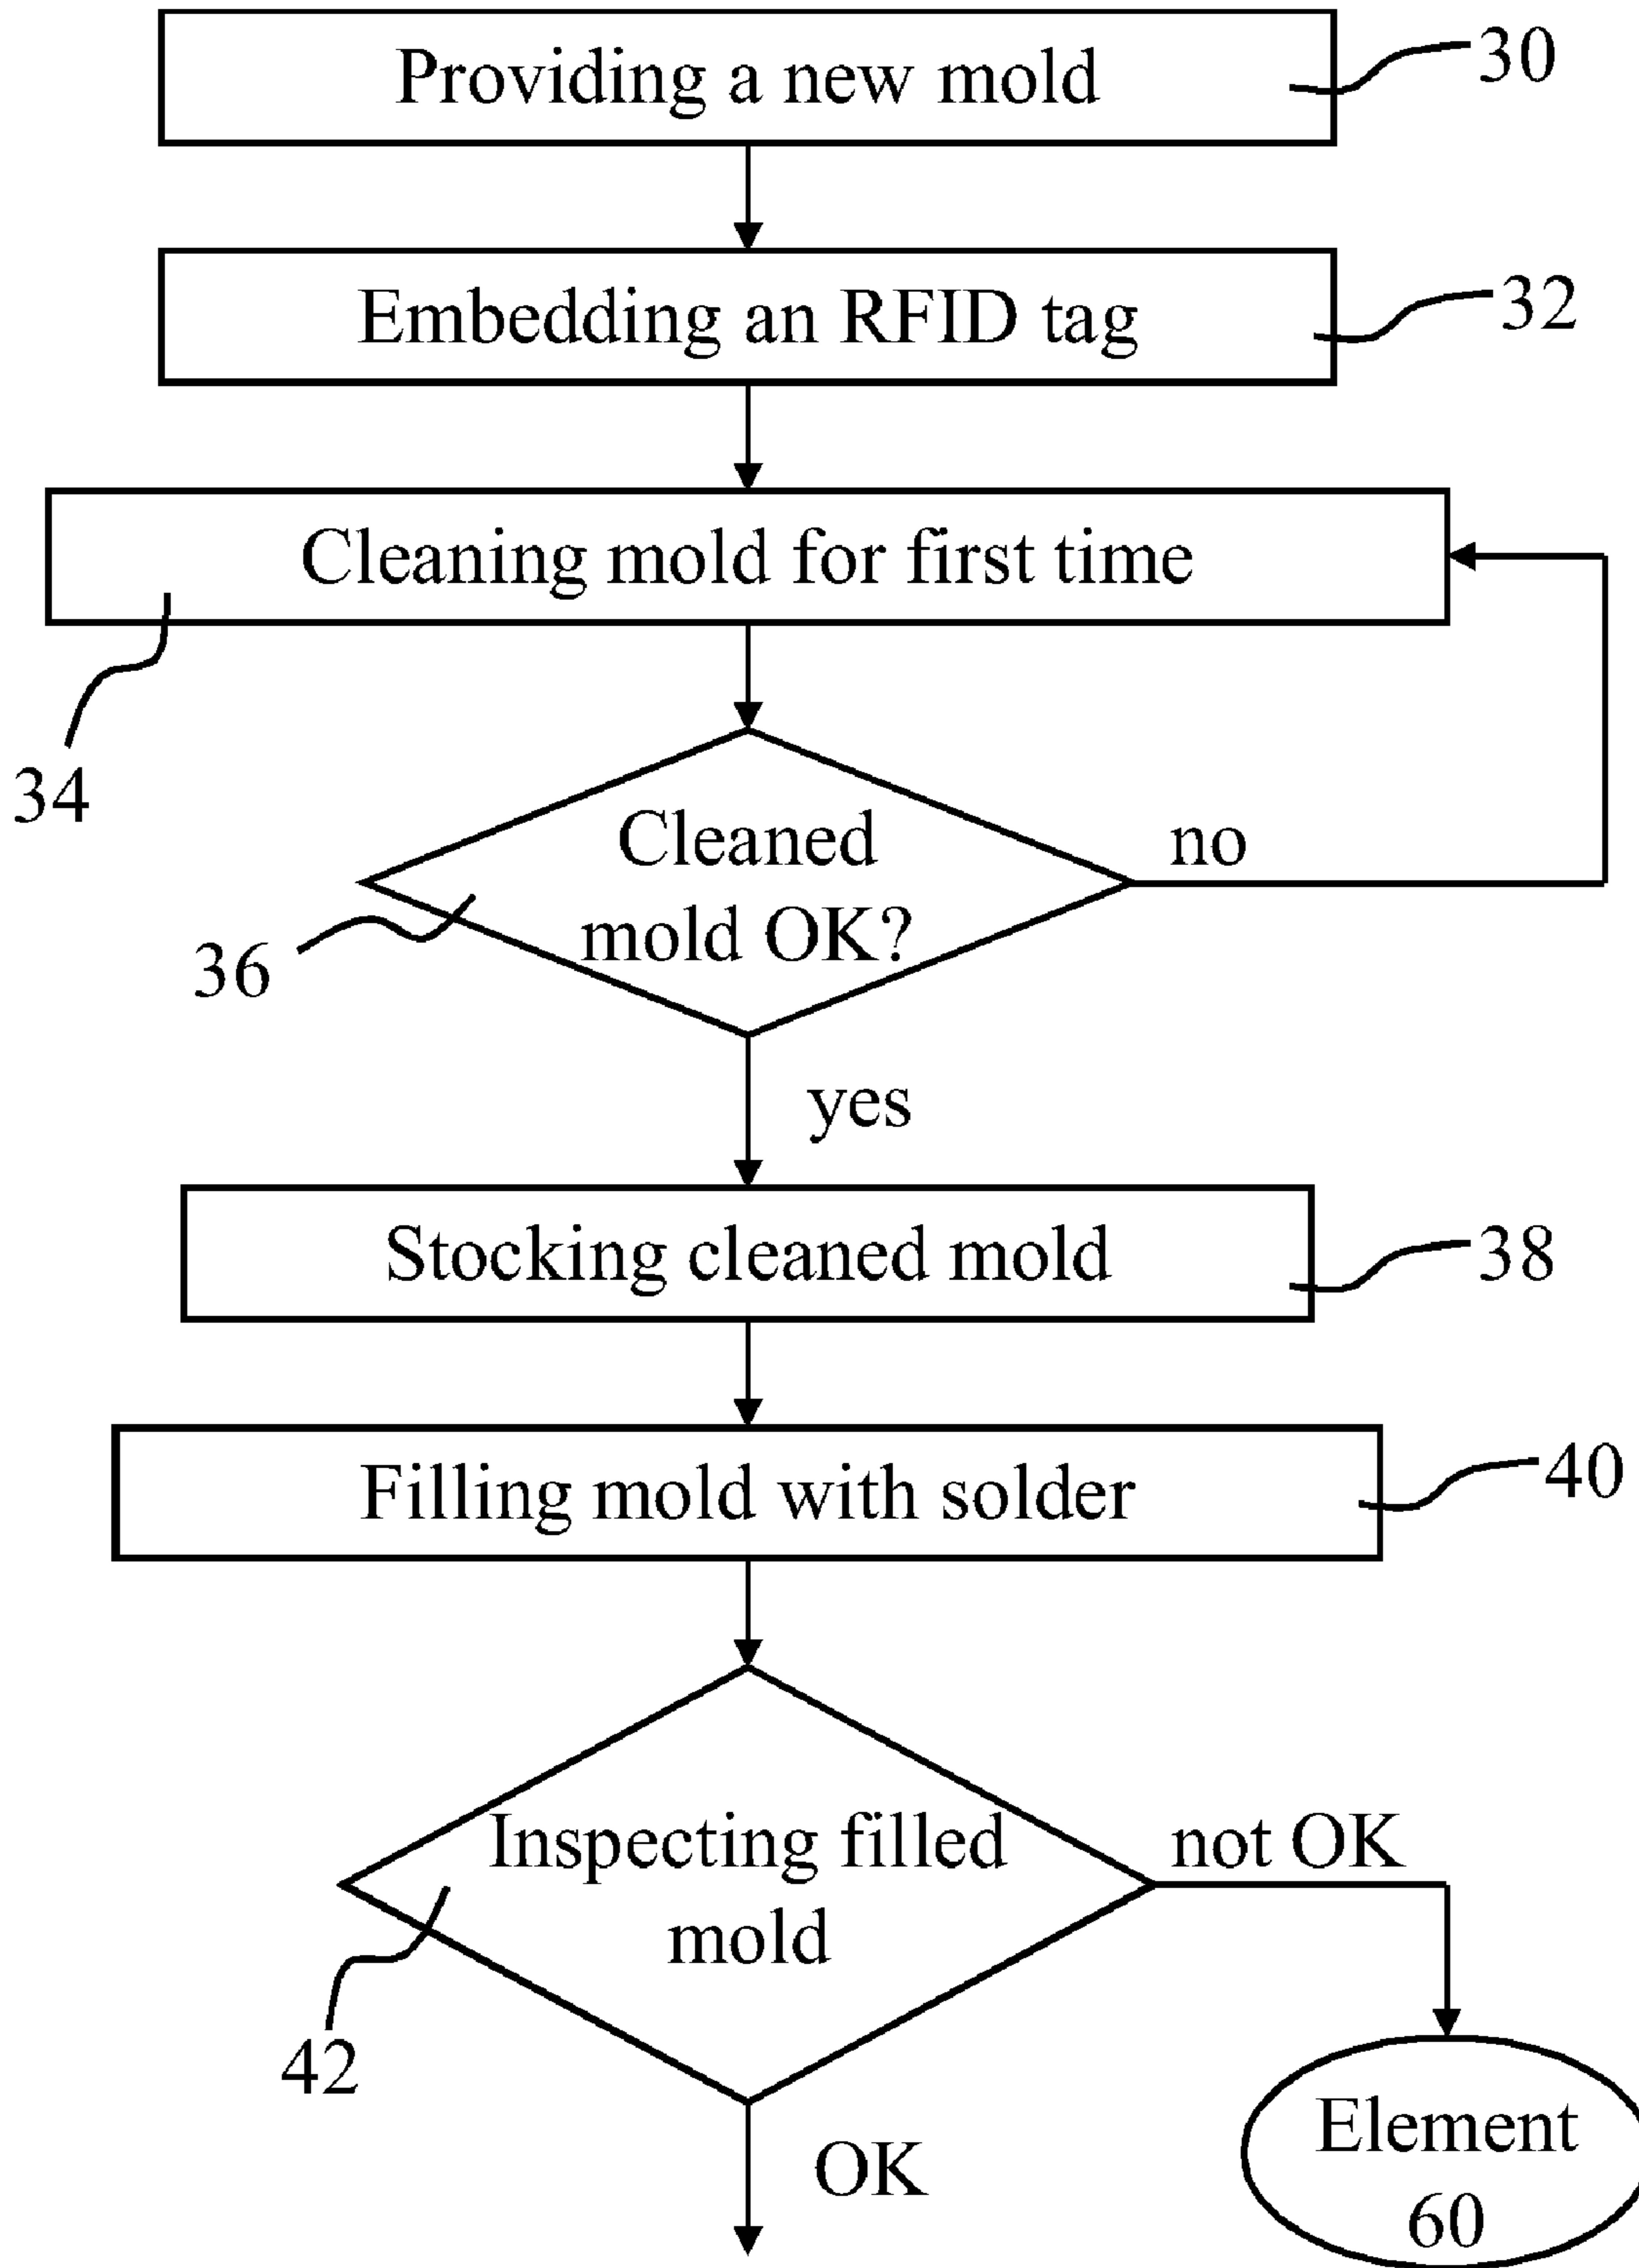 Providing a new mold
30
Embedding an RFID tag
32
Cleaning mold for first time
34
Cleaned
mold OK?
no
36
yes
Stocking cleaned mold
38
Filling mold with solder
40
Inspecting filled
mold
not OK
42
OK
Element
60